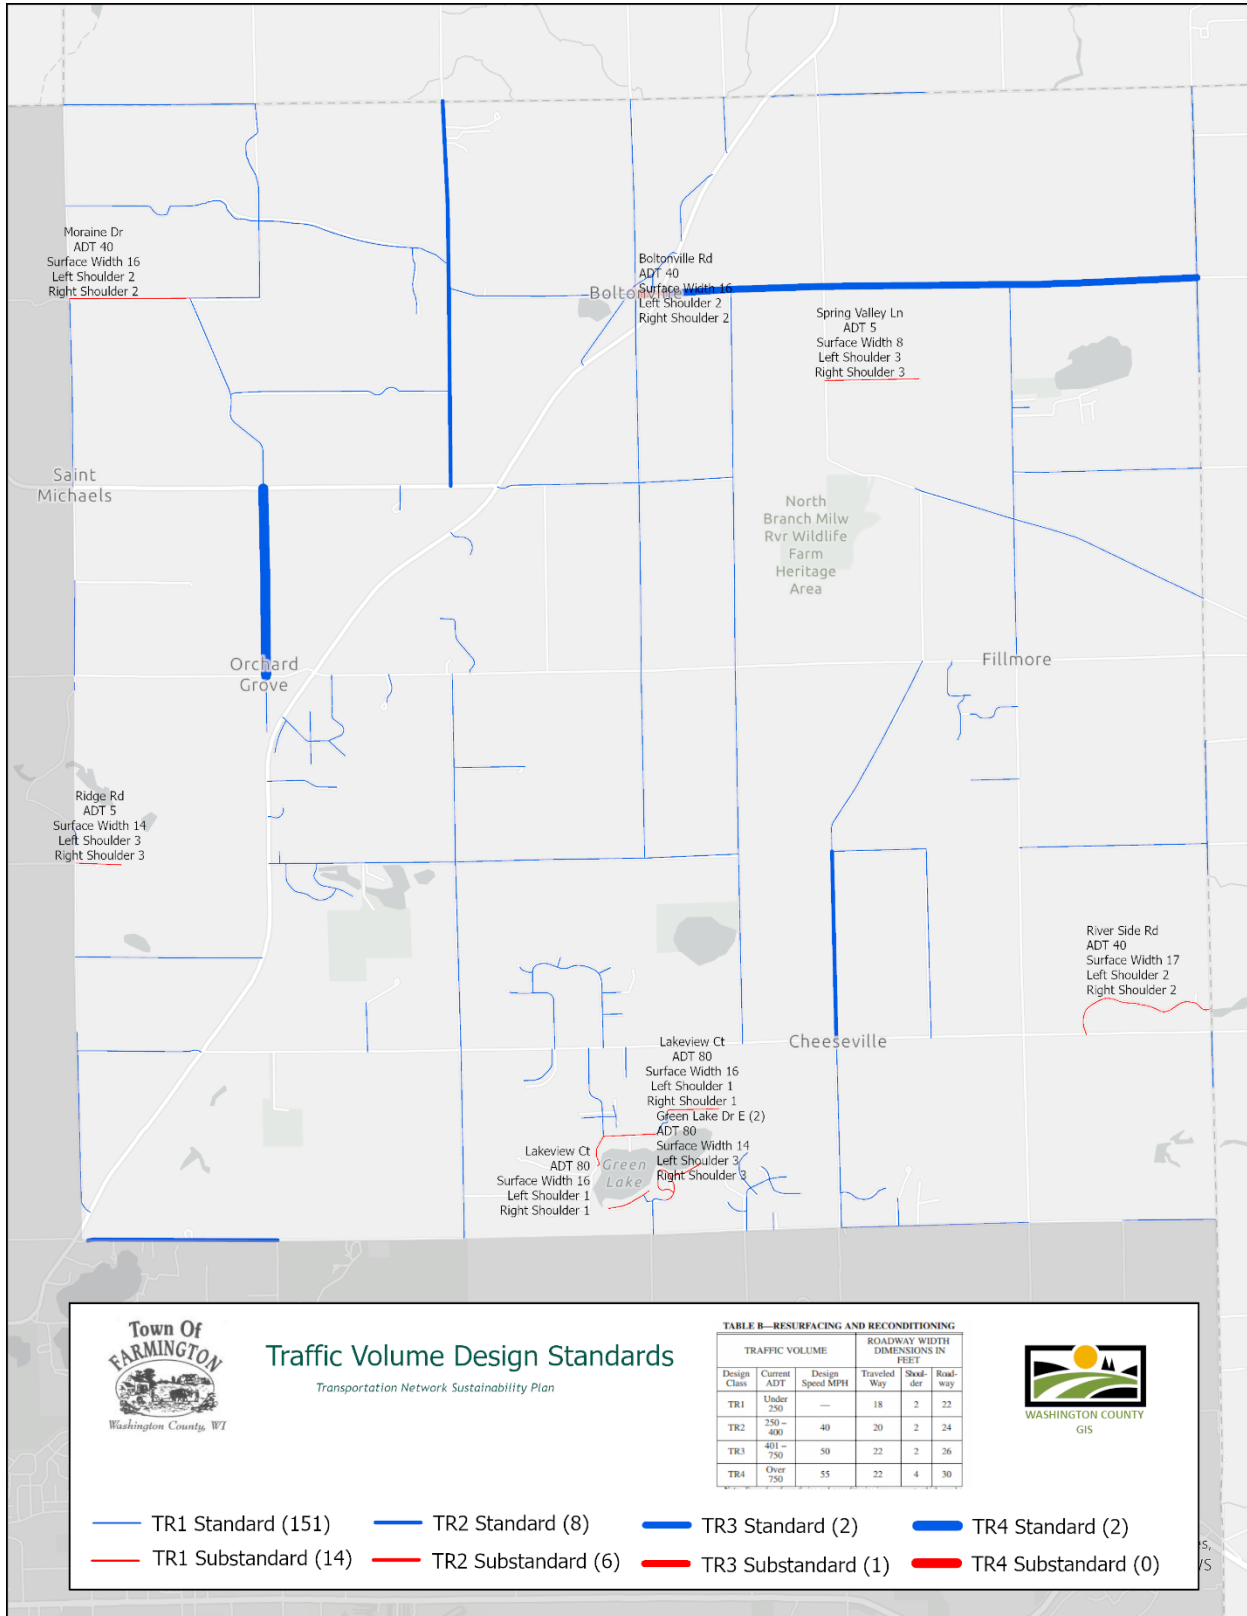 Moraine Dr
ADT 40
Surface Width 16
Left Shoulder 2
Right Shoulder 2
Boltonville Rd
ADT 40
Surface Width 16
Left Shoulder 2
Right Shoulder 2
Boltonville
Spring Valley Ln
ADT 5
Surface Width 8
Left Shoulder 3
Right Shoulder 3
Saint
Michaels
North
Branch Milw
Rvr Wildlife
Farm
Heritage
Area
Orchard
Grove
Fillmore
Ridge Rd
ADT 5
Surface Width 14
Left Shoulder 3
Right Shoulder 3
River Side Rd
ADT 40
Surface Width 17
Left Shoulder 2
Right Shoulder 2
Cheeseville
Lakeview Ct
ADT 80
Surface Width 16
Left Shoulder 1
Right Shoulder 1
Green Lake Dr E (2)
ADT 80
Surface Width 14
Left Shoulder 3
Right Shoulder 3
Lakeview Ct
ADT 80
Surface Width 16
Left Shoulder 1
Right Shoulder 1
Green
Lake
Town Of
FARMINGTON
Washington County, WI
Traffic Volume Design Standards
Transportation Network Sustainability Plan
TABLE B—RESURFACING AND RECONDITIONING
TRAFFIC VOLUME
ROADWAY WIDTH
DIMENSIONS IN
FEET
Design Class Current ADT Design Speed MPH Traveled Way Shoul-der Road-way
TR1 Under 250 — 18 2 22
TR2 250 – 400 40 20 2 24
TR3 401 – 750 50 22 2 26
TR4 Over 750 55 22 4 30
WASHINGTON COUNTY
GIS
TR1 Standard (151)
TR2 Standard (8)
TR3 Standard (2)
TR4 Standard (2)
TR1 Substandard (14)
TR2 Substandard (6)
TR3 Substandard (1)
TR4 Substandard (0)